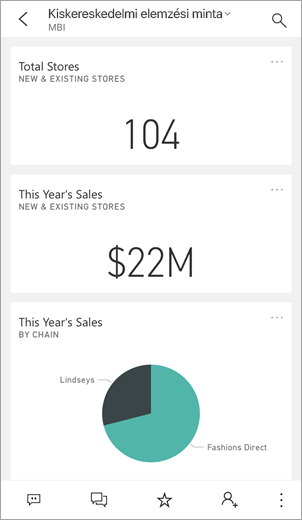 Kiskereskedelmi elemzési minta
MBI
Total Stores
NEW & EXISTING STORES
104
This Year's Sales
NEW & EXISTING STORES
$22M
This Year's Sales
BY CHAIN
Lindseys
Fashions Direct